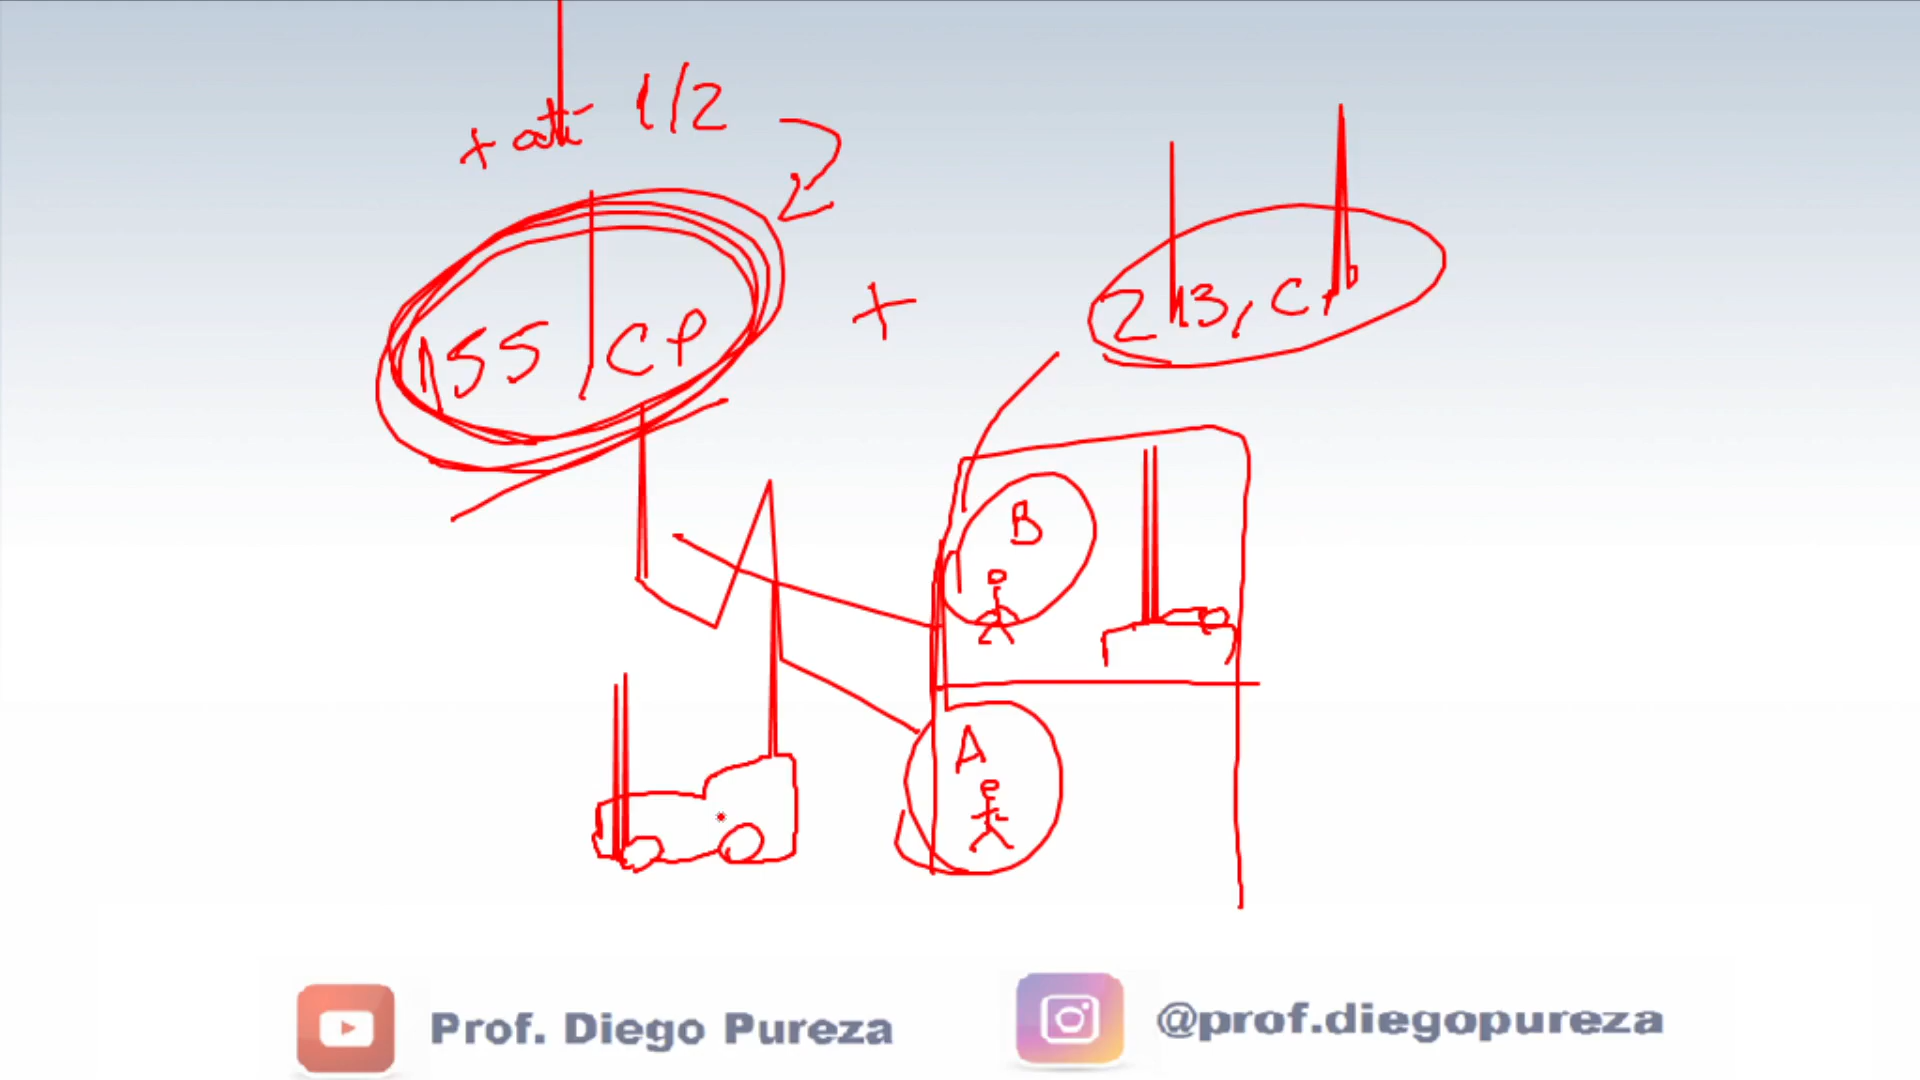 + até 1/2
155, CP
+
213, CP
B
A
Prof. Diego Pureza
@prof.diegopureza